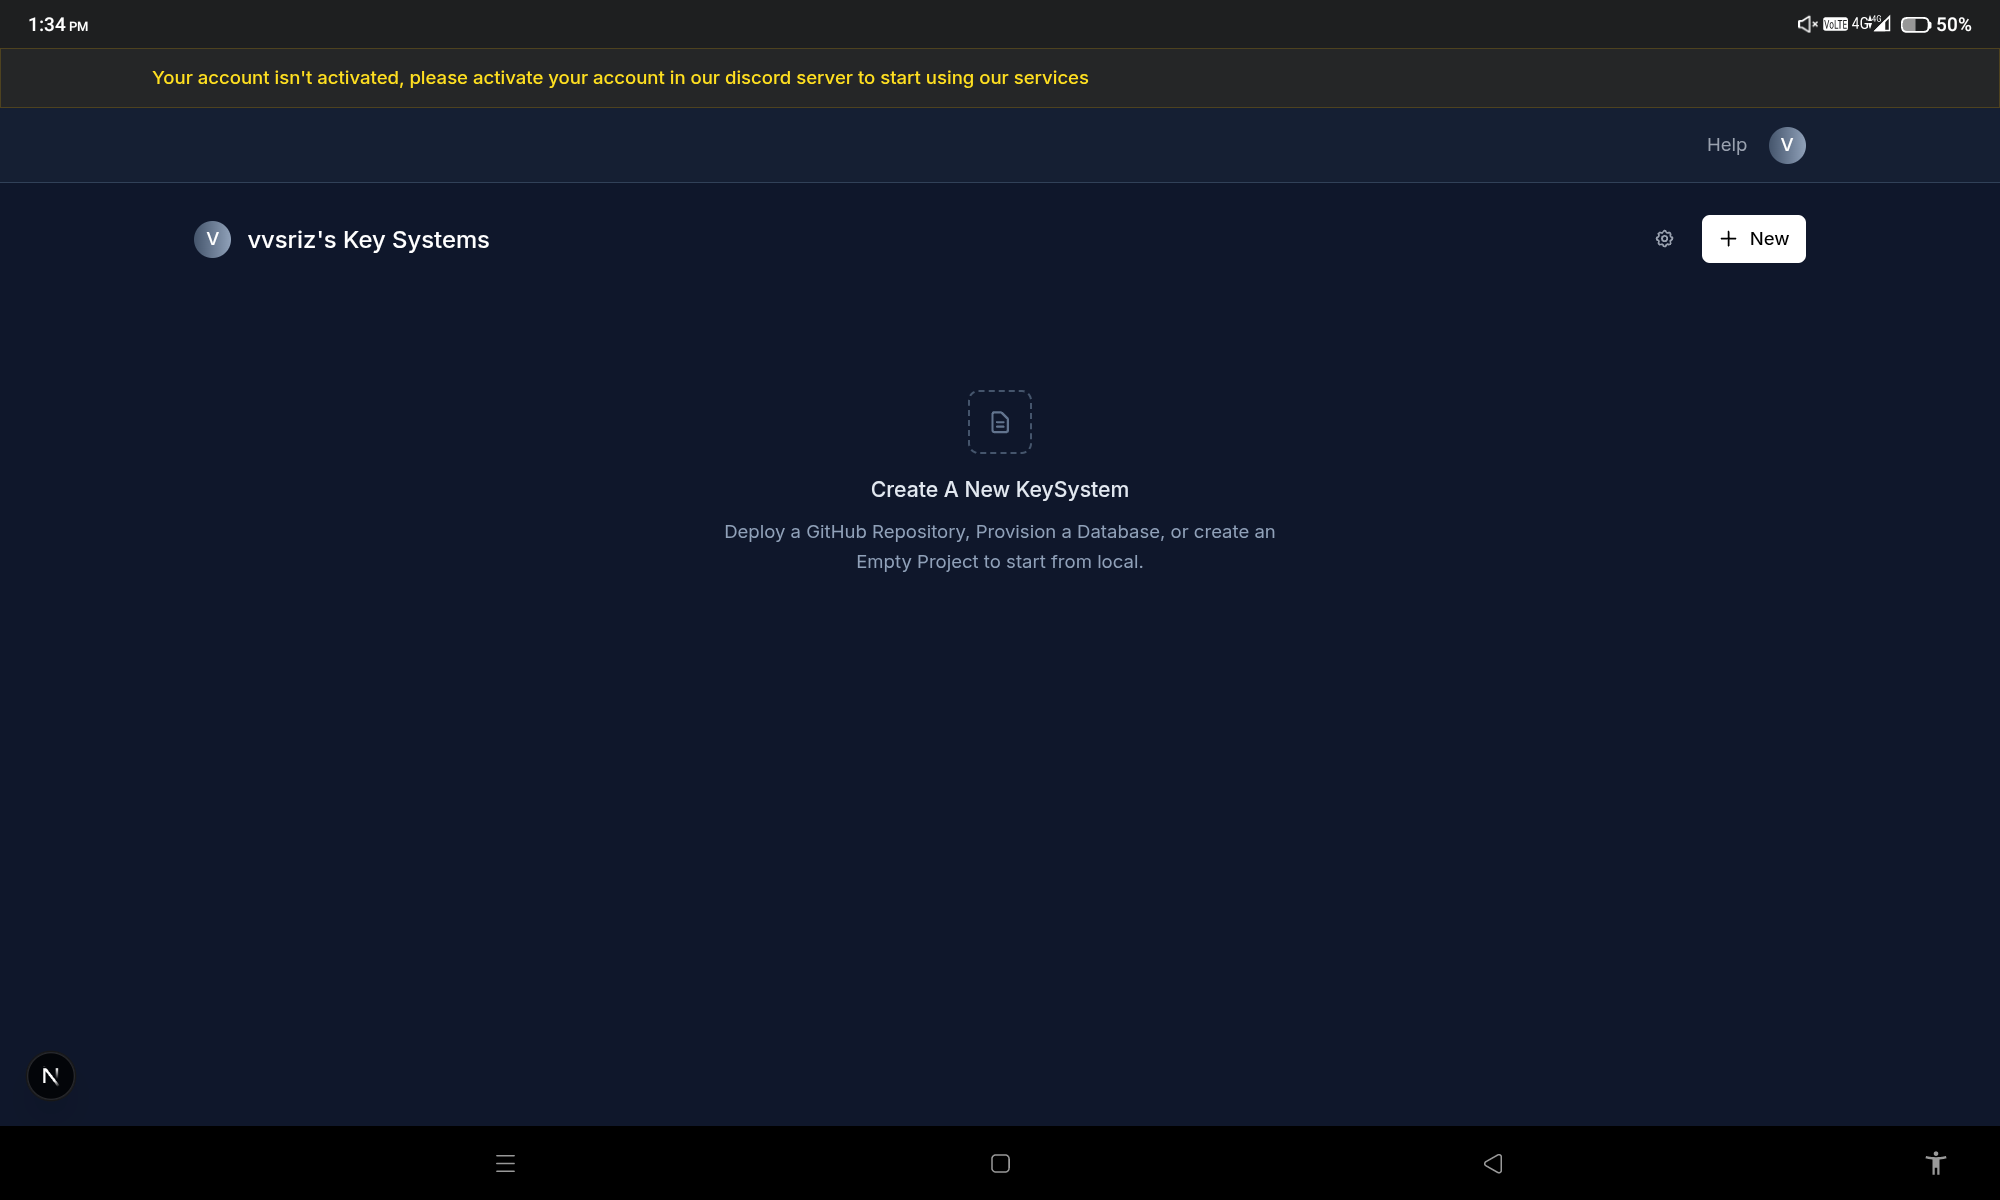 1:34 PM
VoLTE 4G 4G 50%
Your account isn't activated, please activate your account in our discord server to start using our services
Help V
V vvsriz's Key Systems
New
Create A New KeySystem
Deploy a GitHub Repository, Provision a Database, or create an
Empty Project to start from local.
N